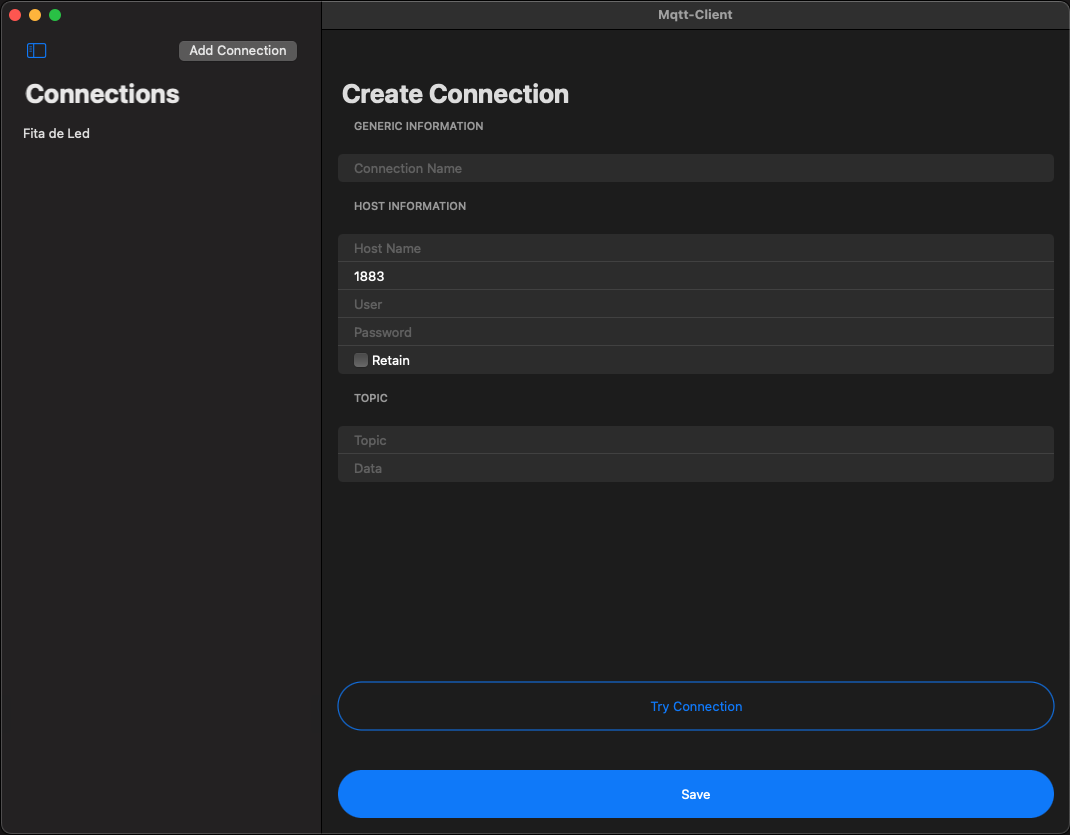 Mqtt-Client
Add Connection
Connections
Fita de Led
Create Connection
GENERIC INFORMATION
Connection Name
HOST INFORMATION
Host Name
1883
User
Password
Retain
TOPIC
Topic
Data
Try Connection
Save